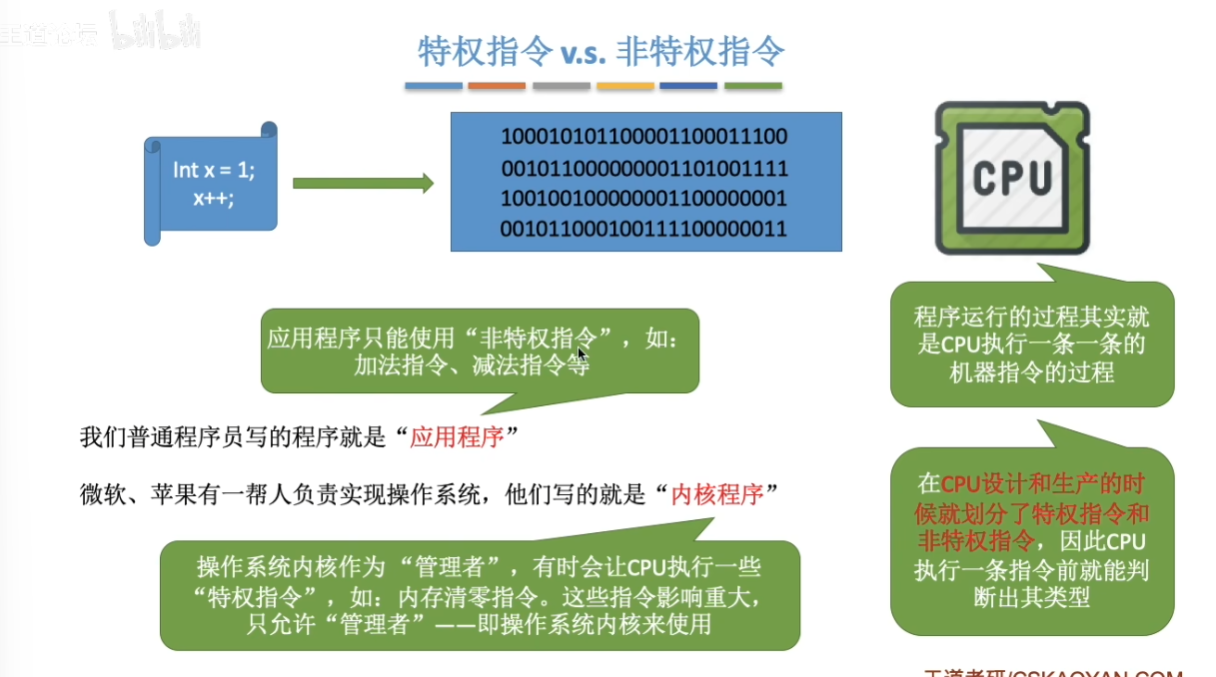 bilibili
特权指令 v.s. 非特权指令
Int x = 1;
x++;
100010101100001100011100
001011000000001101001111
100100100000001100000001
001011000100111100000011
CPU
应用程序只能使用“非特权指令”，如：
加法指令、减法指令等
程序运行的过程其实就
是CPU执行一条一条的
机器指令的过程
我们普通程序员写的程序就是“应用程序”
微软、苹果有一帮人负责实现操作系统，他们写的就是“内核程序”
在CPU设计和生产的时
候就划分了特权指令和
非特权指令，因此CPU
执行一条指令前就能判
断出其类型
操作系统内核作为 “管理者”，有时会让CPU执行一些
“特权指令”，如：内存清零指令。这些指令影响重大，
只允许“管理者”——即操作系统内核来使用
王道考研/CSKAOYAN.COM